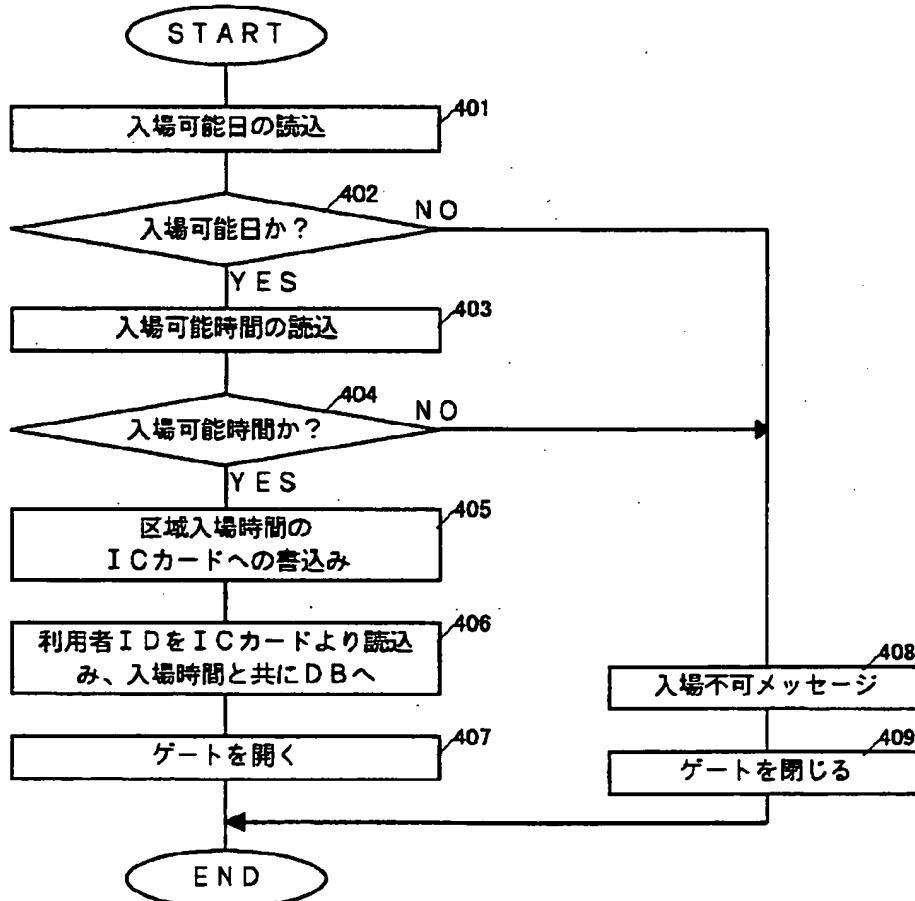 START
401
入場可能日の読込
402
入場可能日か？
NO
YES
403
入場可能時間の読込
404
入場可能時間か？
NO
YES
405
区域入場時間の
ＩＣカードへの書込み
406
利用者ＩＤをＩＣカードより読込
み、入場時間と共にＤＢへ
407
ゲートを開く
408
入場不可メッセージ
409
ゲートを閉じる
END